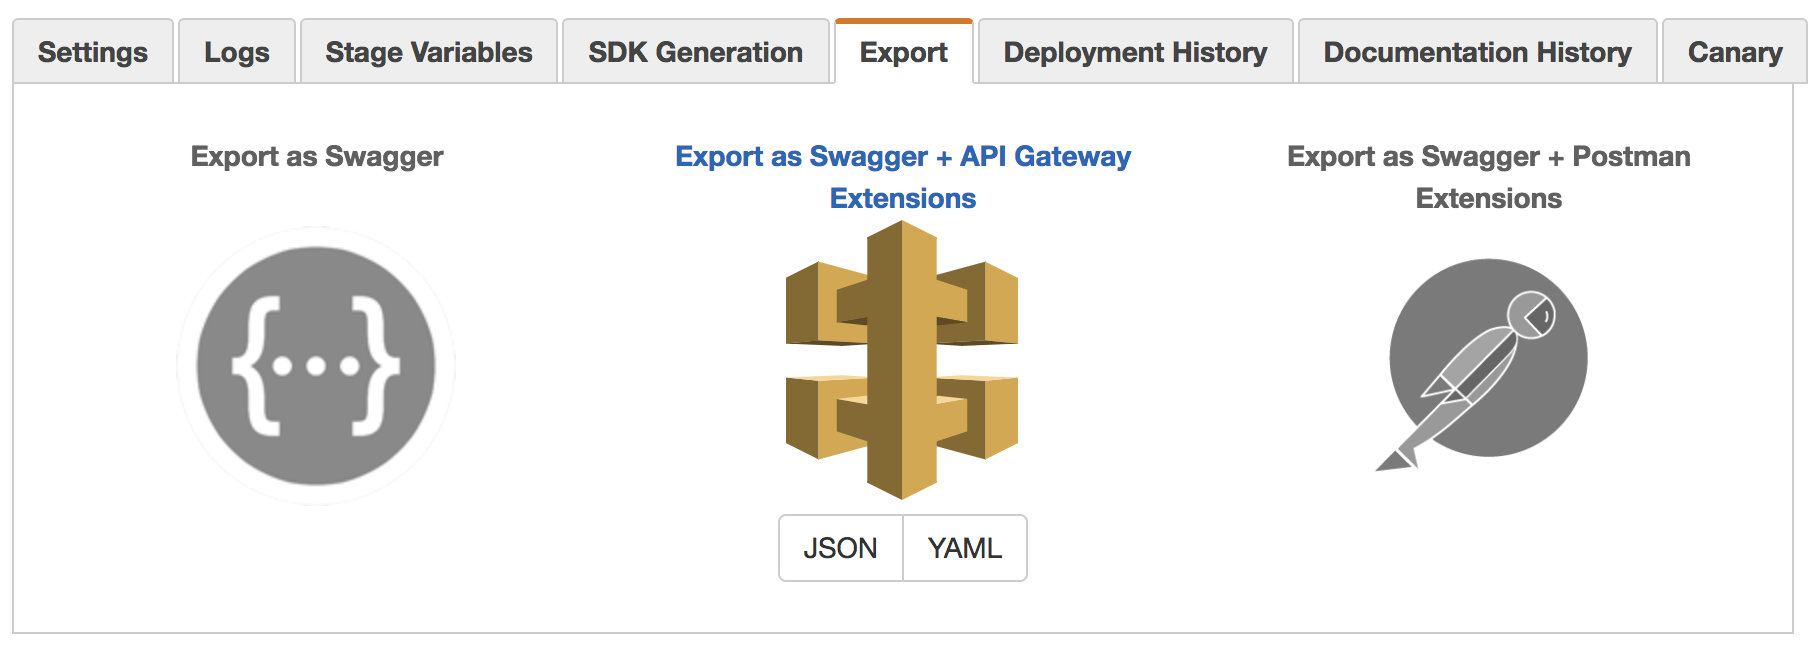 Settings
Logs
Stage Variables
SDK Generation
Export
Deployment History
Documentation History
Canary
Export as Swagger
Export as Swagger + API Gateway
Extensions
Export as Swagger + Postman
Extensions
{...}
JSON
YAML